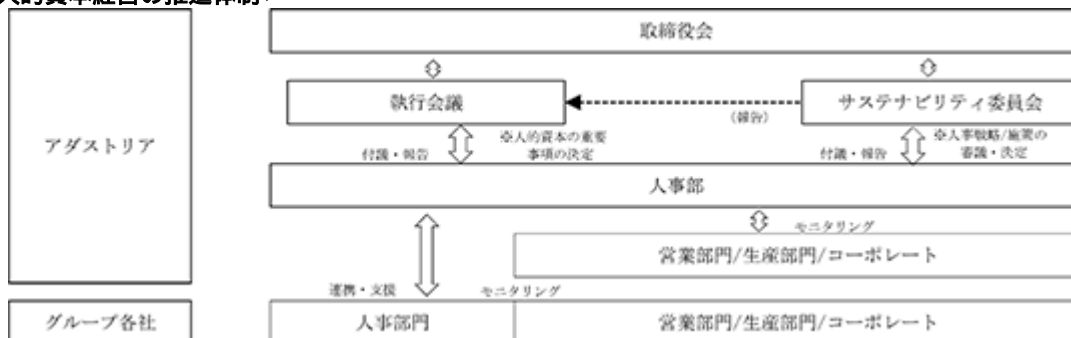 人的資本経営の推進体制
取締役会
執行会議
サステナビリティ委員会
(報告)
アダストリア
付議・報告
※人的資本の重要
事項の決定
付議・報告
※人事戦略/施策の
審議・決定
人事部
モニタリング
営業部門/生産部門/コーポレート
連携・支援
モニタリング
グループ各社
人事部門
営業部門/生産部門/コーポレート